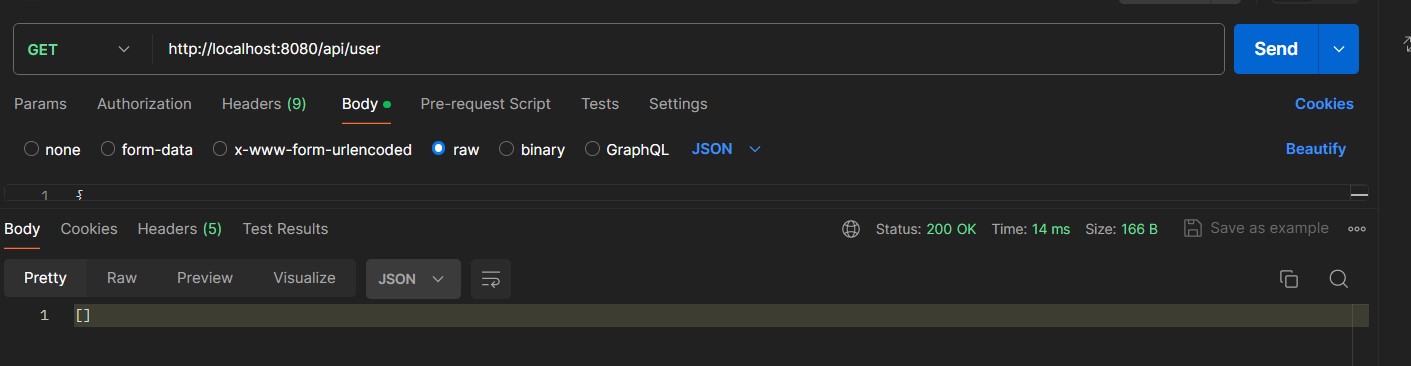 GET http://localhost:8080/api/user Send
Params Authorization Headers (9) Body Pre-request Script Tests Settings Cookies
none form-data x-www-form-urlencoded raw binary GraphQL JSON Beautify
1 {
Body Cookies Headers (5) Test Results Status: 200 OK Time: 14 ms Size: 166 B Save as example
Pretty Raw Preview Visualize JSON
1 []